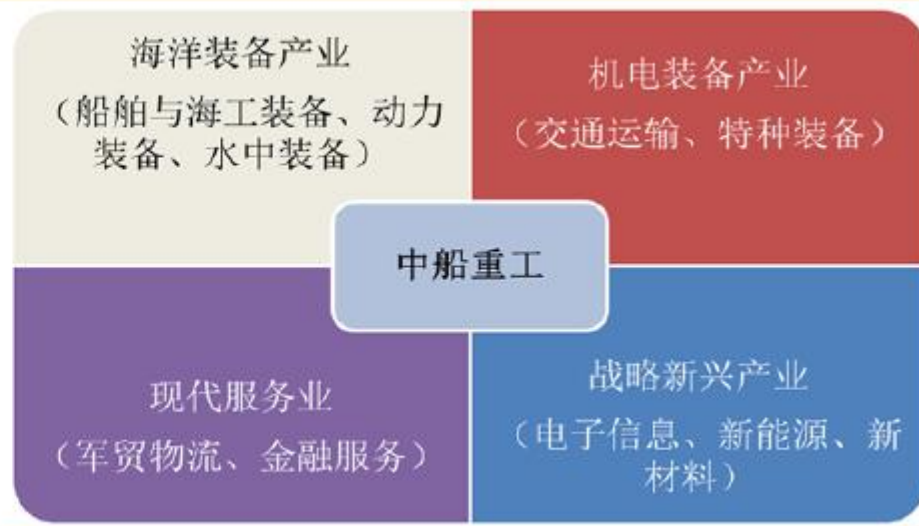 海洋装备产业
（船舶与海工装备、动力
装备、水中装备）
机电装备产业
（交通运输、特种装备）
中船重工
现代服务业
（军贸物流、金融服务）
战略新兴产业
（电子信息、新能源、新
材料）